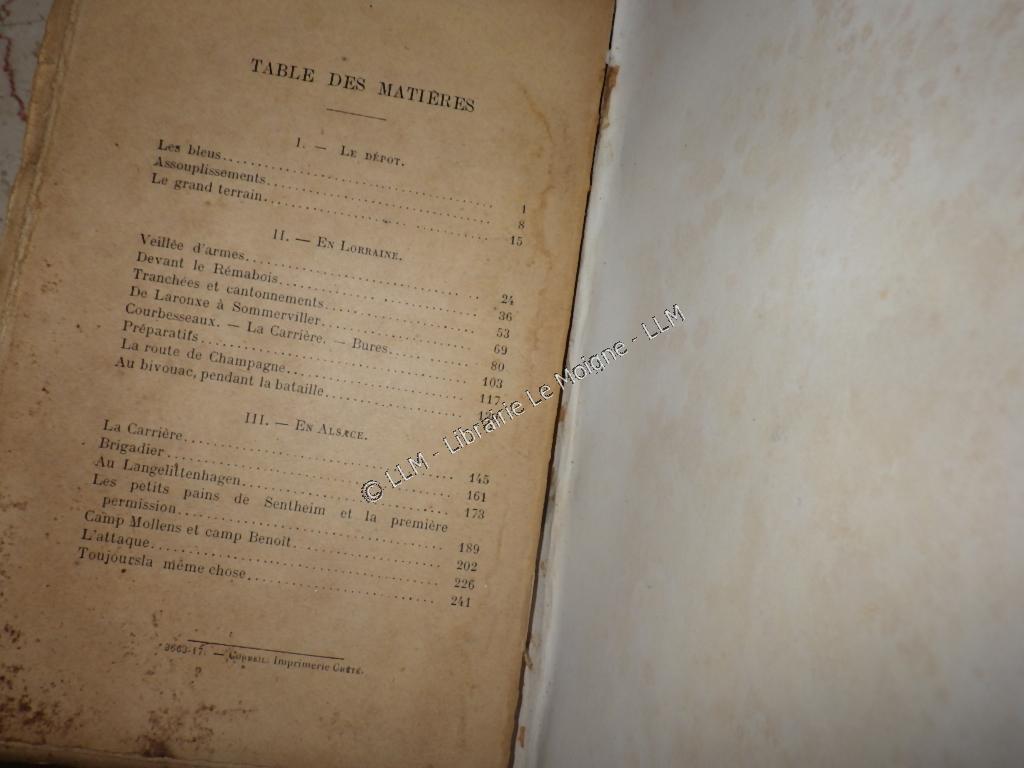 TABLE DES MATIÈRES
I. — LE DÉPOT.
Les bleus........ 1
Assouplissements........ 8
Le grand terrain........ 15
II. — EN LORRAINE.
Veillée d'armes........ 24
Devant le Rémabois........ 36
Tranchées et cantonnements........ 53
De Laronxe à Sommerviller........ 69
Courbesseaux. — La Carrière. — Bures........ 80
Préparatifs........ 103
La route de Champagne........ 117
Au bivouac, pendant la bataille........
III. — EN ALSACE.
La Carrière........ 145
Brigadier........ 161
Au Langelittenhagen........ 173
Les petits pains de Sentheim et la première
permission........ 189
Camp Mollens et camp Benoit........ 202
L'attaque........ 226
Toujoursla même chose........ 241
3663-17. — CORBEIL. Imprimerie CRÉTÉ.
© LLM - Librairie Le Moigne - LLM